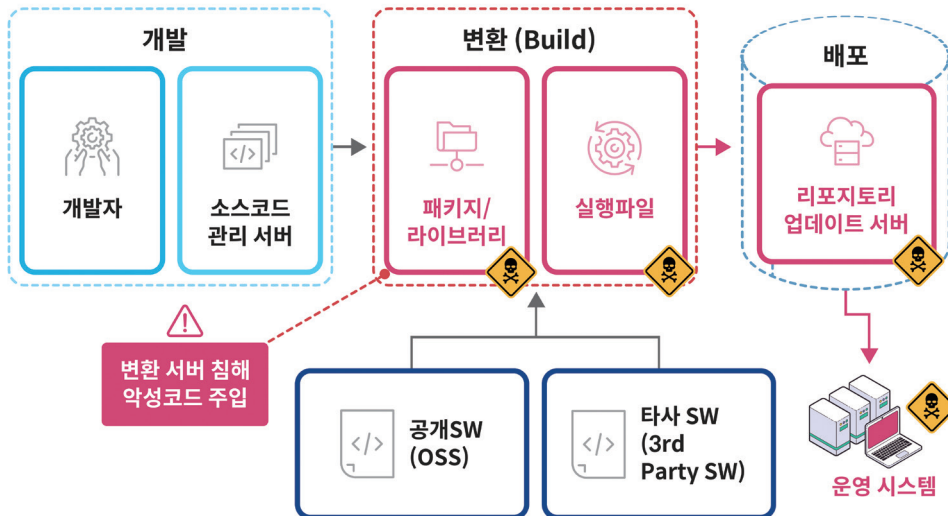 개발
변환 (Build)
배포
개발자
소스코드
관리 서버
패키지/
라이브러리
실행파일
리포지토리
업데이트 서버
변환 서버 침해
악성코드 주입
공개SW
(OSS)
타사 SW
(3rd
Party SW)
운영 시스템